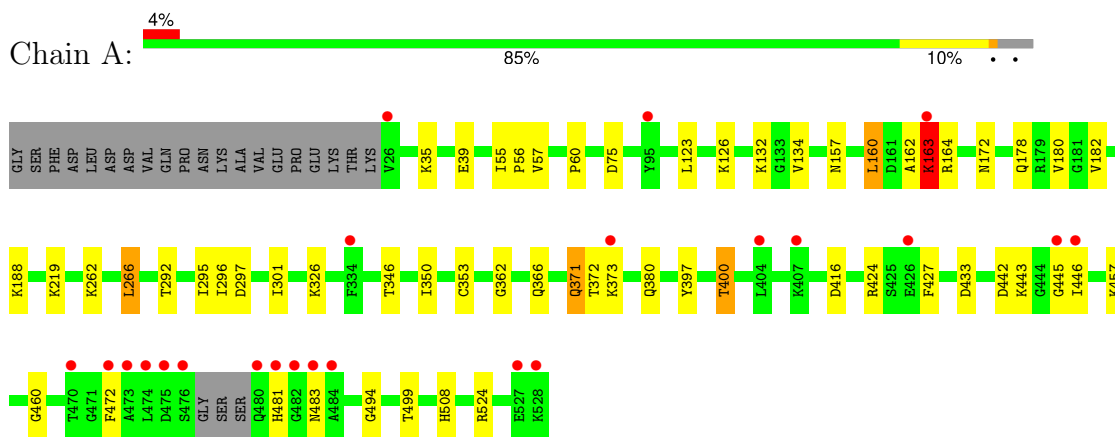 4%
Chain A:
85% 10% • •
GLY SER PHE ASP LEU ASP ASP VAL GLN PRO ASN LYS ALA VAL GLU PRO GLU LYS THR LYS V26 K35 E39 I55 P56 V57 P60 D75 Y95 L123 K126 K132 G133 V134 N157 L160 D161 A162 K163 R164 N172 Q178 R179 V180 G181 V182
K188 K219 K262 L266 T292 I295 I296 D297 I301 K326 F334 T346 I350 C353 G362 Q366 Q371 T372 K373 Q380 Y397 T400 L404 K407 D416 R424 S425 E426 F427 D433 D442 K443 G444 G445 I446 K457
G460 T470 G471 F472 A473 L474 D475 S476 GLY SER SER Q480 H481 G482 N483 A484 G494 T499 H508 R524 E527 K528